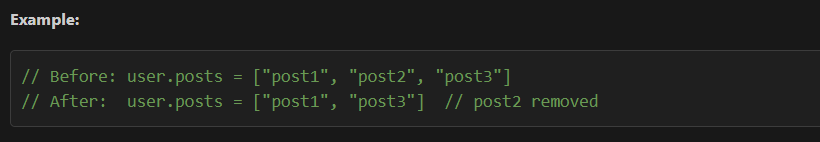 Example:
// Before: user.posts = ["post1", "post2", "post3"]
// After:  user.posts = ["post1", "post3"]  // post2 removed